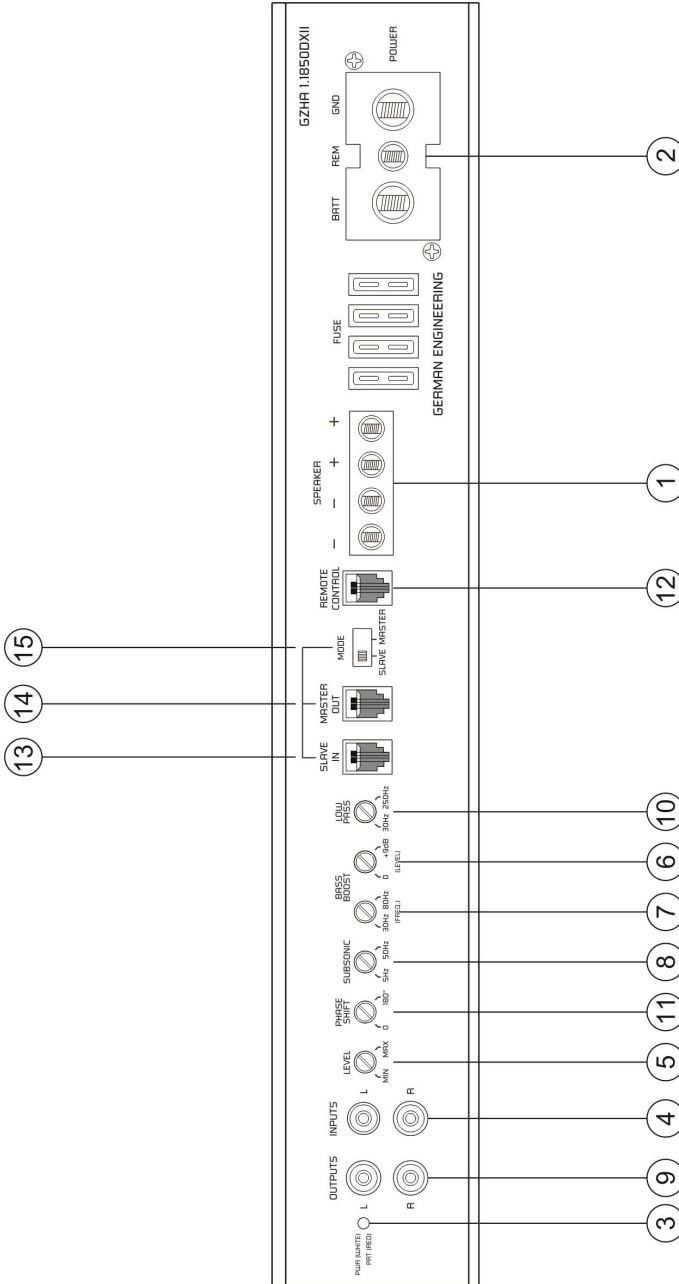 GZHA 1.1850DXII
POWER
BATT
REM
GND
FUSE
GERMAN ENGINEERING
SPEAKER
−
−
+
+
REMOTE
CONTROL
MODE
SLAVE
MASTER
MASTER
OUT
SLAVE
IN
LOW
PASS
30Hz
250Hz
BASS
BOOST
0
+9dB
(LEVEL)
30Hz
80Hz
(FREQ.)
SUBSONIC
5Hz
50Hz
PHASE
SHIFT
0
180°
LEVEL
MIN
MAX
INPUTS
L
R
OUTPUTS
L
R
PWR (WHITE)
PRT (RED)
13
14
15
3
9
4
5
11
8
7
6
10
12
1
2